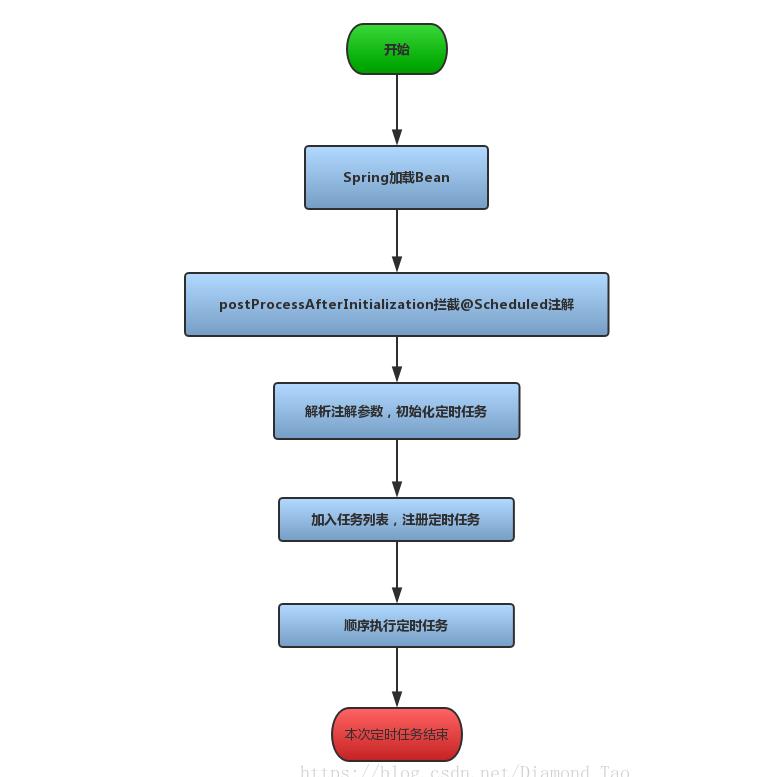 开始
Spring加载Bean
postProcessAfterInitialization拦截@Scheduled注解
解析注解参数，初始化定时任务
加入任务列表，注册定时任务
顺序执行定时任务
本次定时任务结束
https://blog.csdn.net/Diamond_Tao